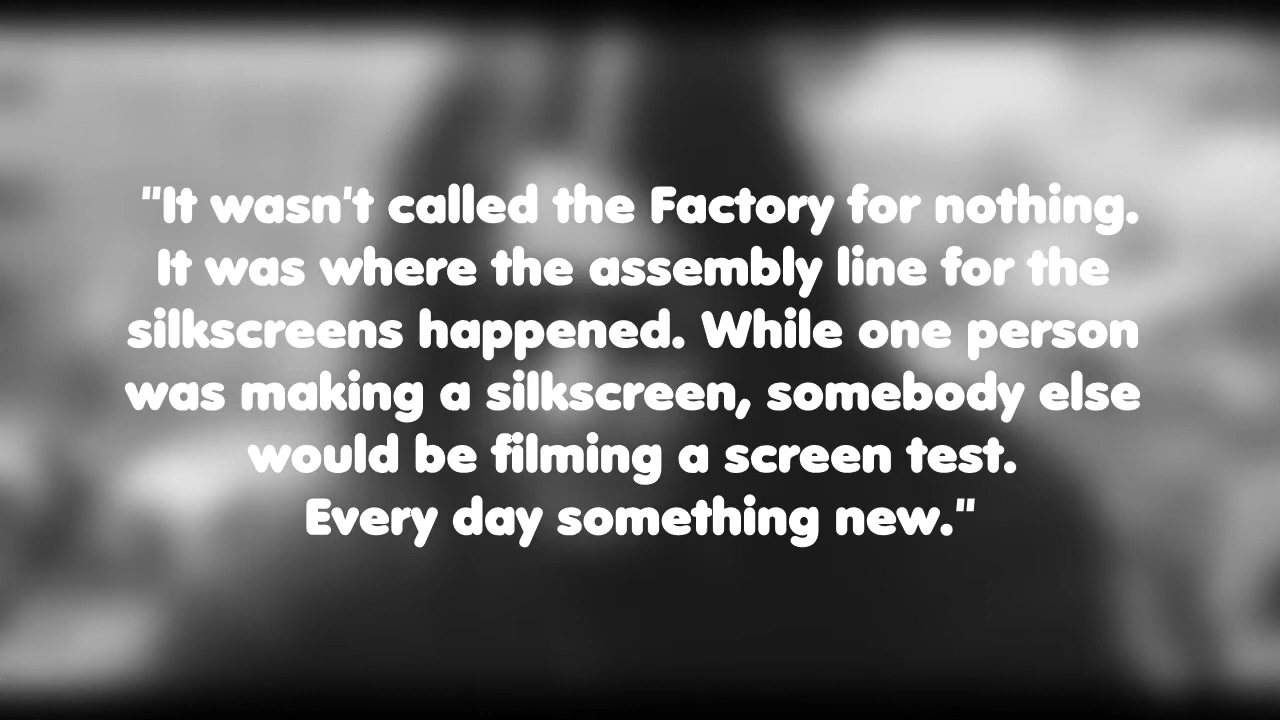 "It wasn't called the Factory for nothing.
It was where the assembly line for the
silkscreens happened. While one person
was making a silkscreen, somebody else
would be filming a screen test.
Every day something new."